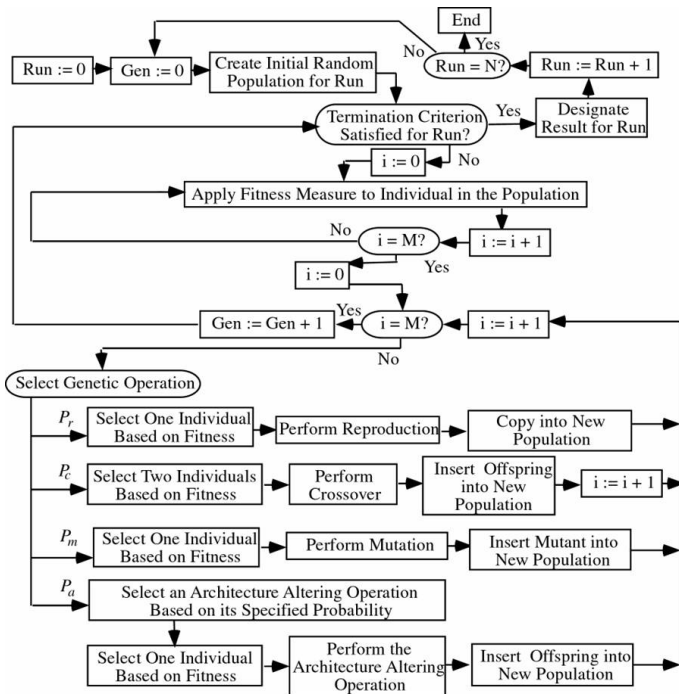 End
No
Yes
Run := 0
Gen := 0
Create Initial Random
Population for Run
Run = N?
Run := Run + 1
Termination Criterion
Satisfied for Run?
Yes
Designate
Result for Run
i := 0
No
Apply Fitness Measure to Individual in the Population
No
i = M?
i := i + 1
i := 0
Yes
Gen := Gen + 1
Yes
i = M?
i := i + 1
No
Select Genetic Operation
Pr
Select One Individual
Based on Fitness
Perform Reproduction
Copy into New
Population
Pc
Select Two Individuals
Based on Fitness
Perform
Crossover
Insert Offspring
into New
Population
i := i + 1
Pm
Select One Individual
Based on Fitness
Perform Mutation
Insert Mutant into
New Population
Pa
Select an Architecture Altering Operation
Based on its Specified Probability
Select One Individual
Based on Fitness
Perform the
Architecture Altering
Operation
Insert Offspring into
New Population